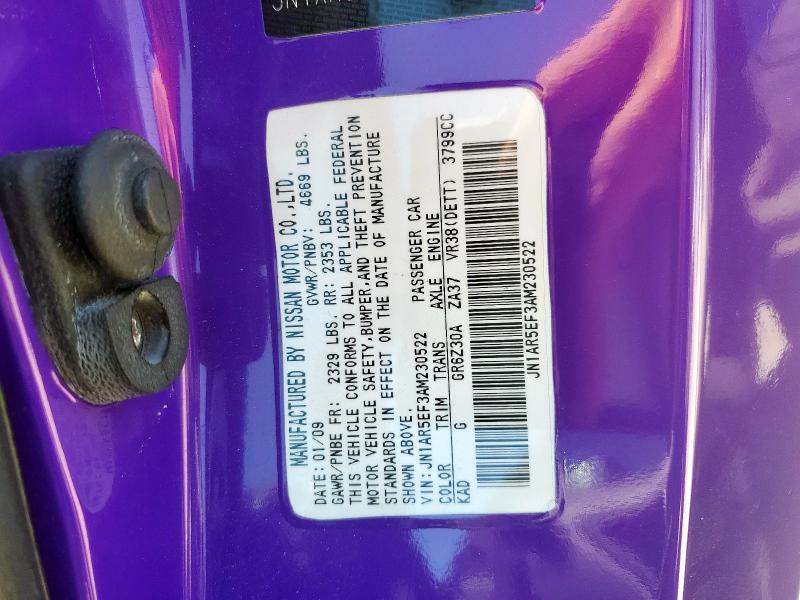 MANUFACTURED BY NISSAN MOTOR CO.,LTD.
DATE: 01/09 GVWR/PNBV: 4669 LBS.
GAWR/PNBE FR: 2329 LBS. RR: 2353 LBS.
THIS VEHICLE CONFORMS TO ALL APPLICABLE FEDERAL
MOTOR VEHICLE SAFETY,BUMPER,AND THEFT PREVENTION
STANDARDS IN EFFECT ON THE DATE OF MANUFACTURE
SHOWN ABOVE.
VIN:JN1AR5EF3AM230522 PASSENGER CAR
COLOR TRIM TRANS AXLE ENGINE
KAD G GR6Z30A ZA37 VR38(DETT) 3799CC
JN1AR5EF3AM230522